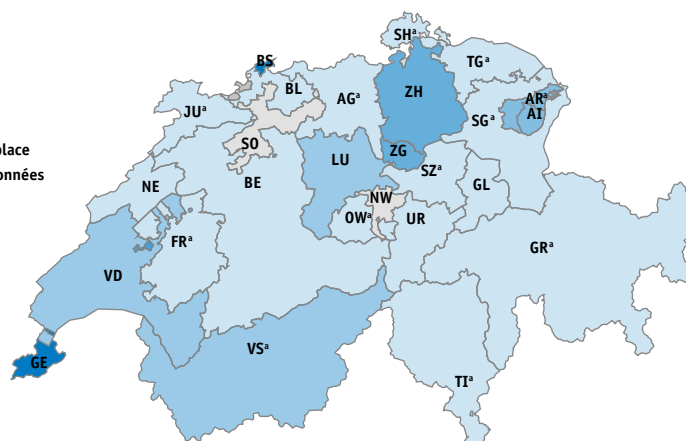 SHᵃ
TGᵃ
BS
BL
AGᵃ
ZH
ARᵃ
AI
JUᵃ
SGᵃ
SO
ZG
place
LU
onnées
SZᵃ
NE
BE
GL
NW
OWᵃ
UR
FRᵃ
GRᵃ
VD
VSᵃ
GE
TIᵃ